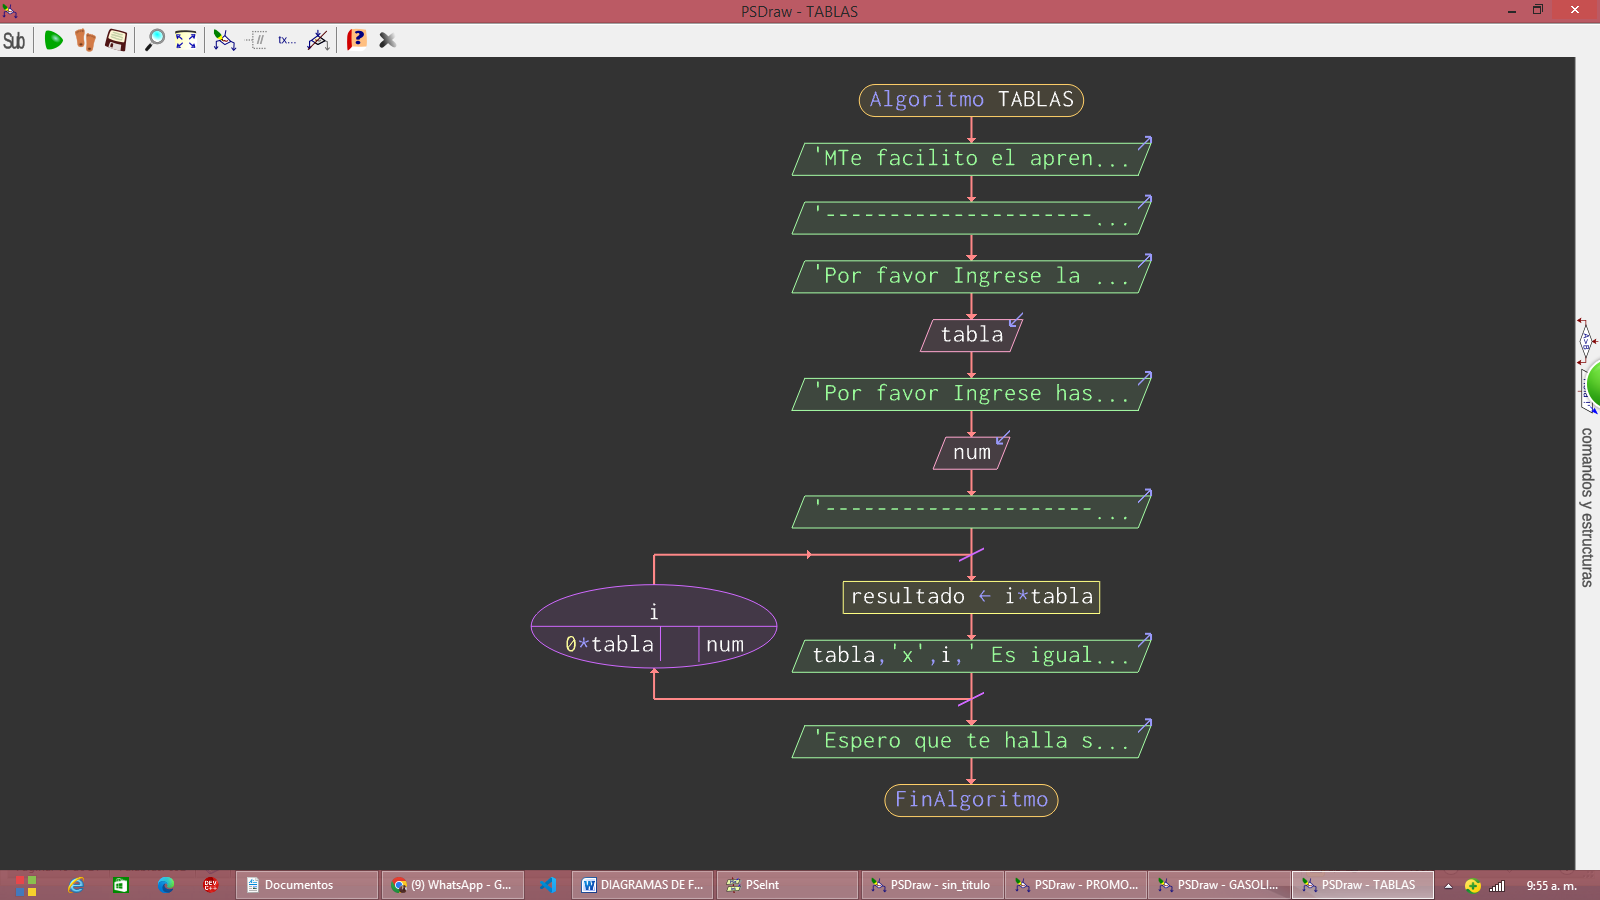 PSDraw - TABLAS
Sub
tx...
Algoritmo TABLAS
'MTe facilito el apren...
'---------------------...
'Por favor Ingrese la ...
tabla
'Por favor Ingrese has...
num
'---------------------...
i
0*tabla num
resultado ← i*tabla
tabla,'x',i,' Es igual...
'Espero que te halla s...
FinAlgoritmo
comandos y estructuras
Documentos
(9) WhatsApp - G...
DIAGRAMAS DE F...
PSeInt
PSDraw - sin_titulo
PSDraw - PROMO...
PSDraw - GASOLI...
PSDraw - TABLAS
9:55 a. m.